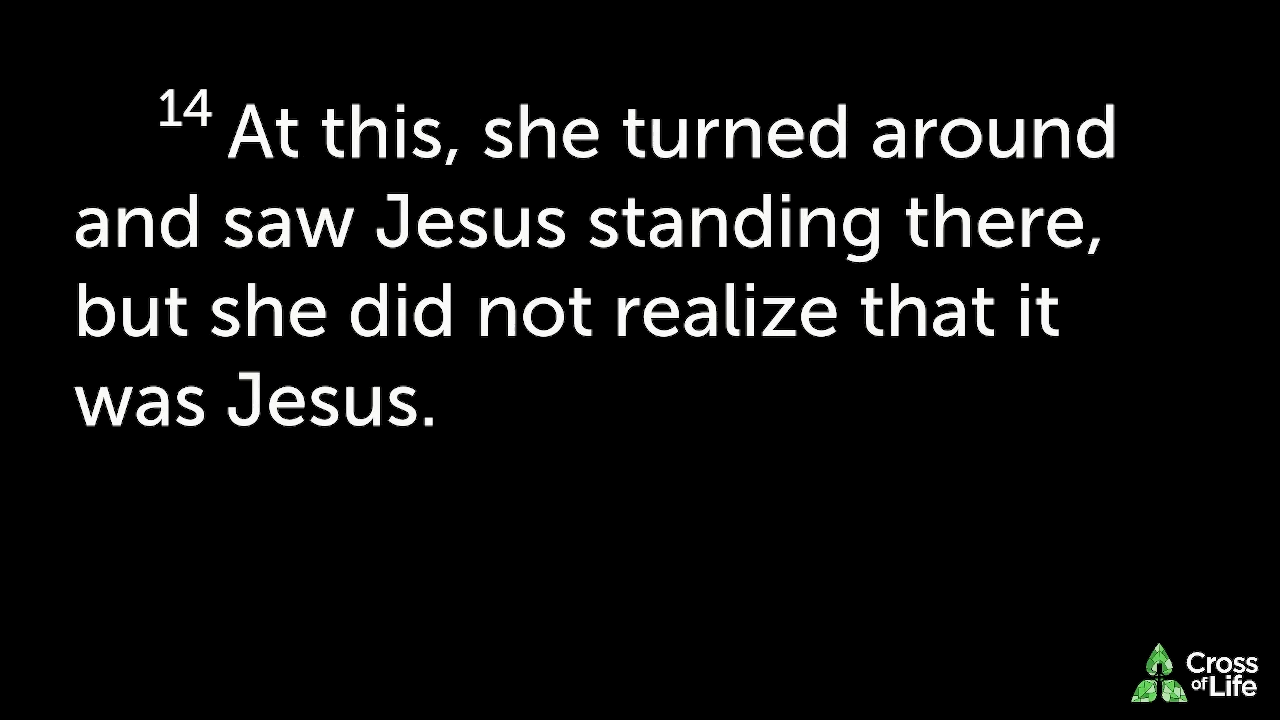 14 At this, she turned around
and saw Jesus standing there,
but she did not realize that it
was Jesus.
Cross
of Life